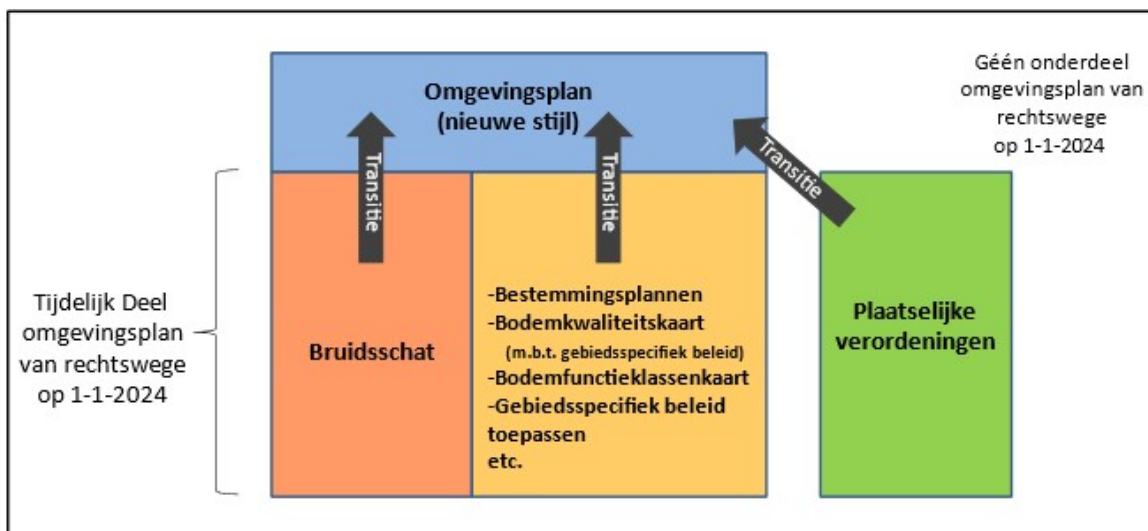 Omgevingsplan
(nieuwe stijl)
Géén onderdeel
omgevingsplan van
rechtswege
op 1-1-2024
Transitie
Transitie
Transitie
Tijdelijk Deel
omgevingsplan
van rechtswege
op 1-1-2024
Bruidsschat
-Bestemmingsplannen
-Bodemkwaliteitskaart
(m.b.t. gebiedsspecifiek beleid)
-Bodemfunctieklassenkaart
-Gebiedsspecifiek beleid
toepassen
etc.
Plaatselijke
verordeningen